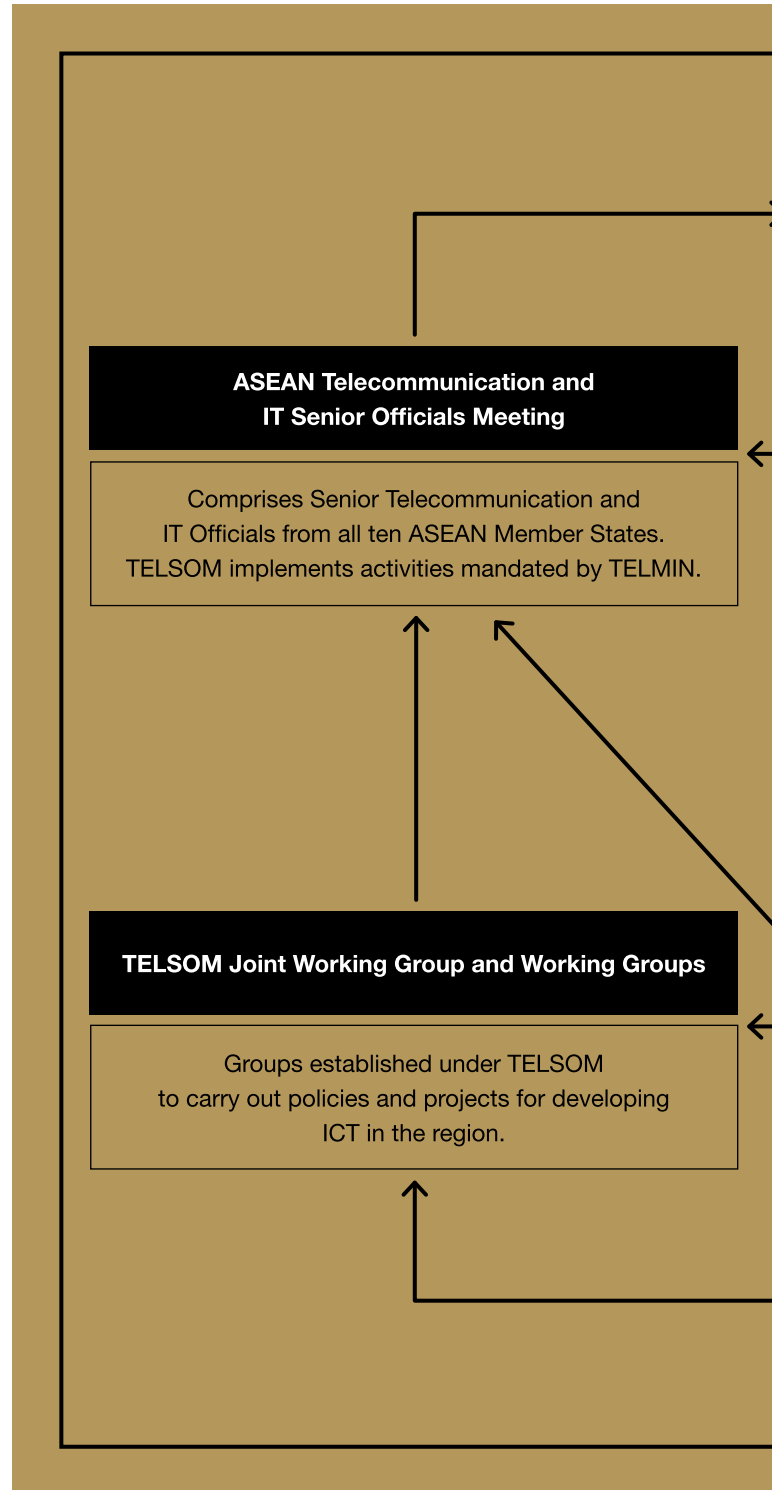 ASEAN Telecommunication and
IT Senior Officials Meeting
Comprises Senior Telecommunication and
IT Officials from all ten ASEAN Member States.
TELSOM implements activities mandated by TELMIN.
TELSOM Joint Working Group and Working Groups
Groups established under TELSOM
to carry out policies and projects for developing
ICT in the region.